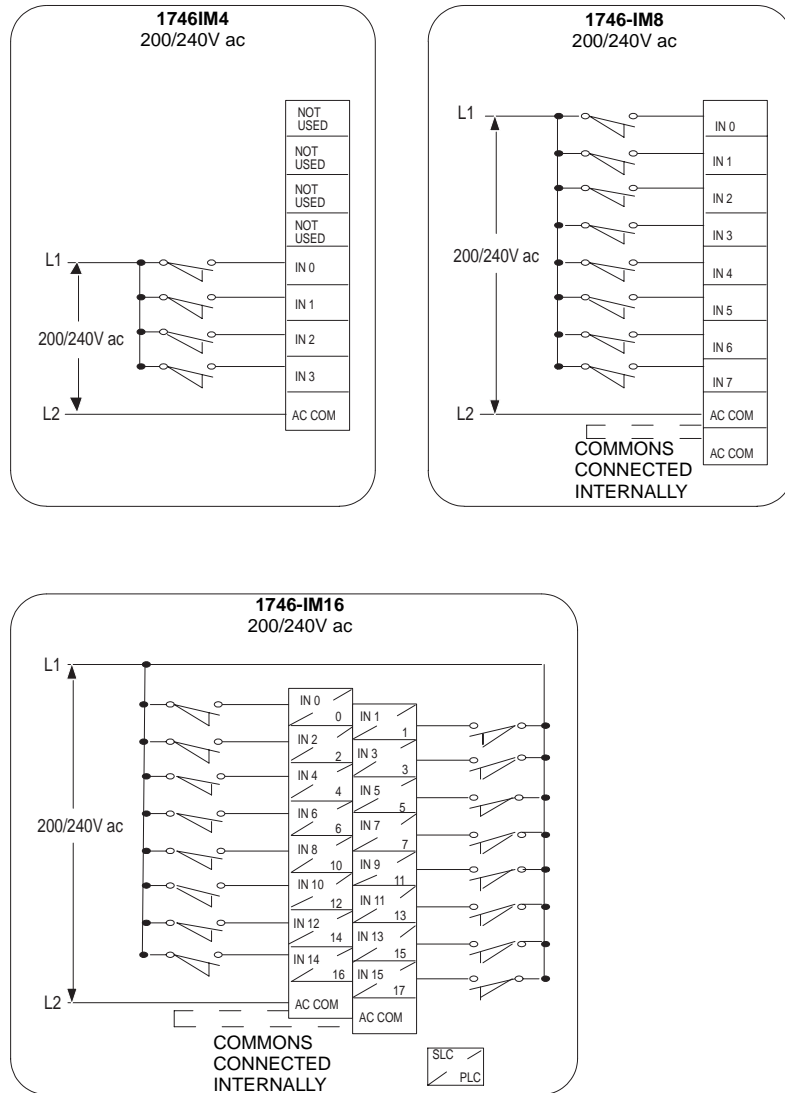 1746IM4
200/240V ac
NOT
USED
NOT
USED
NOT
USED
NOT
USED
L1
IN 0
IN 1
200/240V ac
IN 2
IN 3
L2
AC COM
1746-IM8
200/240V ac
L1
IN 0
IN 1
IN 2
IN 3
200/240V ac
IN 4
IN 5
IN 6
IN 7
L2
AC COM
AC COM
COMMONS
CONNECTED
INTERNALLY
1746-IM16
200/240V ac
L1
IN 0
0
IN 1
1
IN 2
2
IN 3
3
IN 4
4
IN 5
5
200/240V ac
IN 6
6
IN 7
7
IN 8
10
IN 9
11
IN 10
12
IN 11
13
IN 12
14
IN 13
15
IN 14
16
IN 15
17
L2
AC COM
AC COM
COMMONS
CONNECTED
INTERNALLY
SLC
PLC